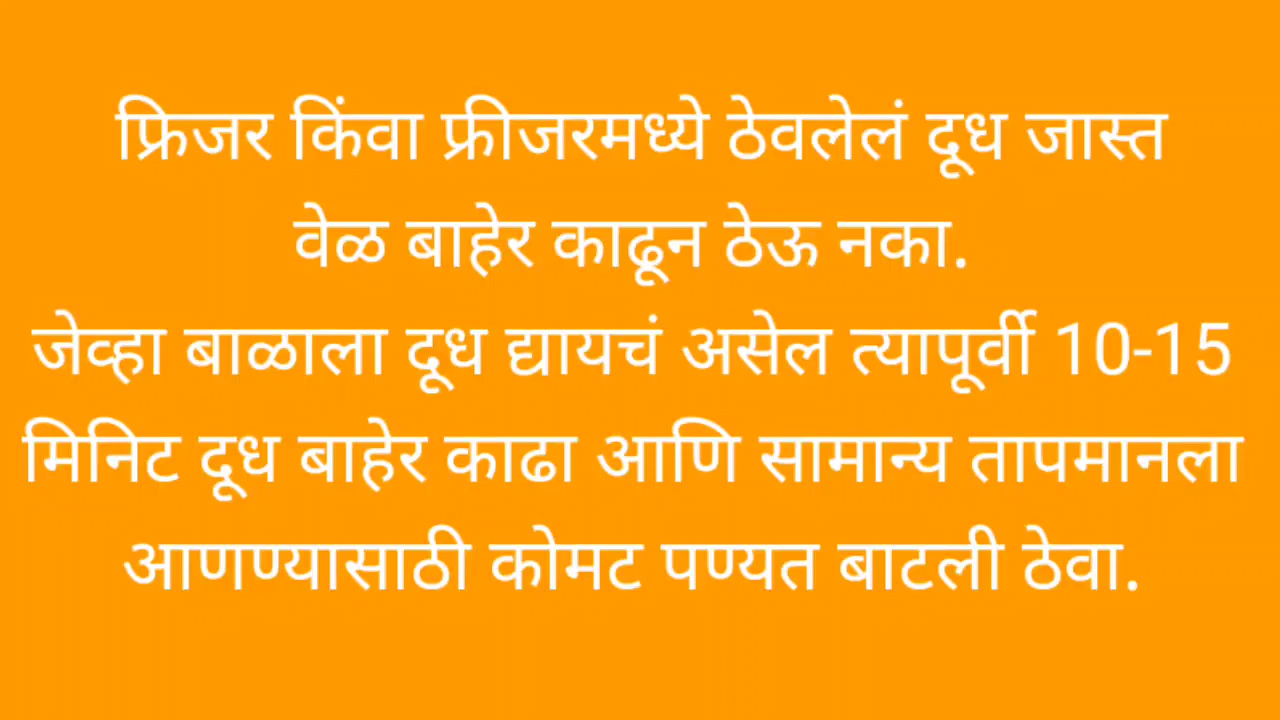 फ्रिजर किंवा फ्रीजरमध्ये ठेवलेलं दूध जास्त
वेळ बाहेर काढून ठेऊ नका.
जेव्हा बाळाला दूध द्यायचं असेल त्यापूर्वी 10-15
मिनिट दूध बाहेर काढा आणि सामान्य तापमानला
आणण्यासाठी कोमट पण्यत बाटली ठेवा.